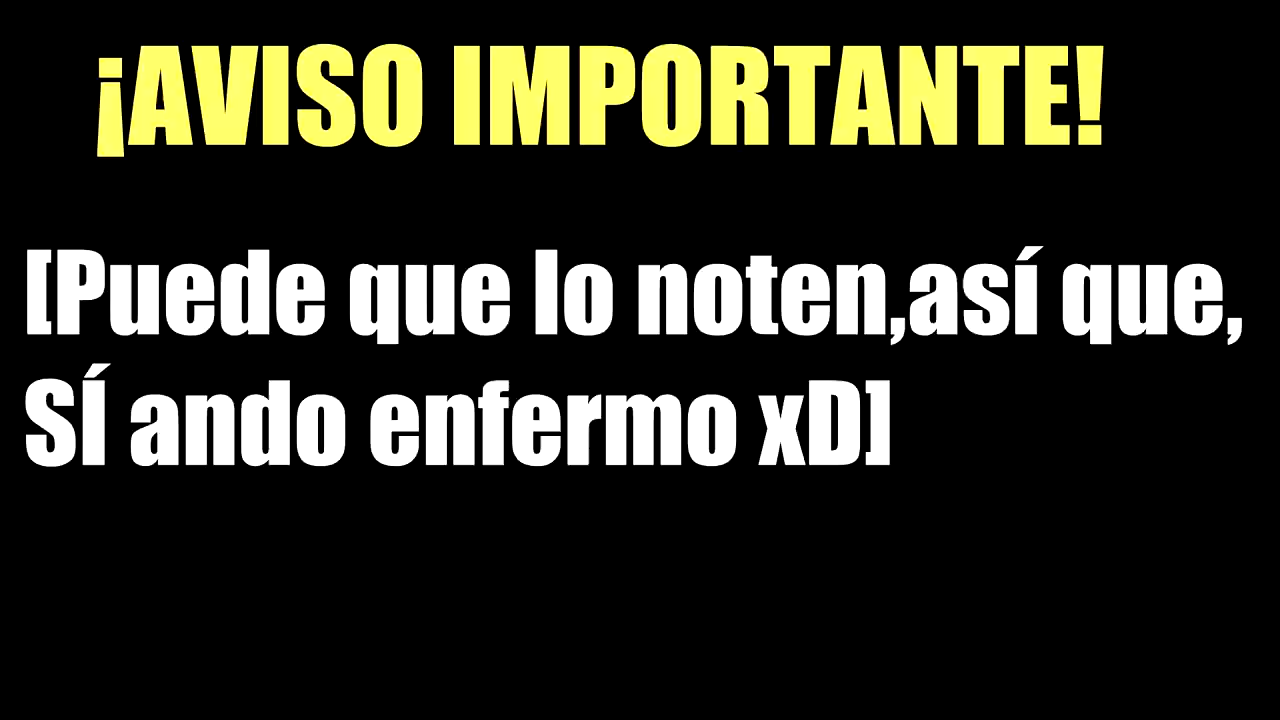 ¡AVISO IMPORTANTE!
[Puede que lo noten,así que,
SÍ ando enfermo xD]